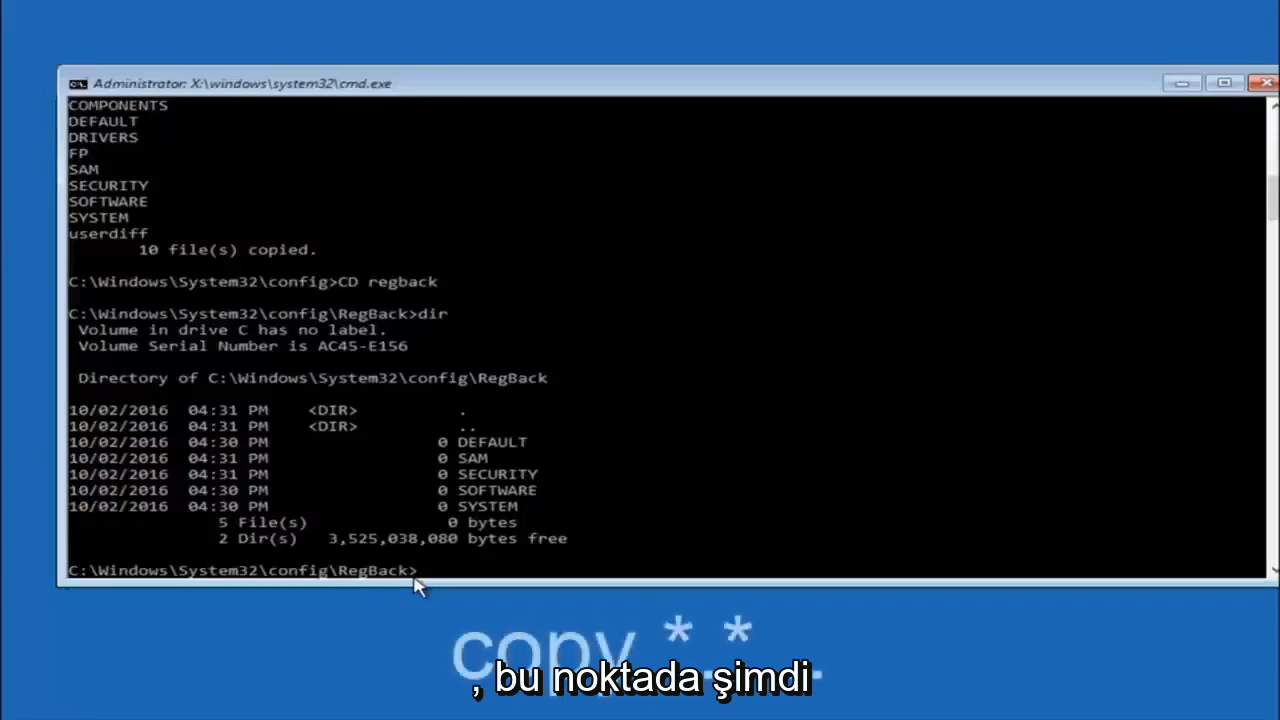 Administrator: X:\windows\system32\cmd.exe
COMPONENTS
DEFAULT
DRIVERS
FP
SAM
SECURITY
SOFTWARE
SYSTEM
userdiff
10 file(s) copied.
C:\Windows\System32\config>CD regback
C:\Windows\System32\config\RegBack>dir
Volume in drive C has no label.
Volume Serial Number is AC45-E156
Directory of C:\Windows\System32\config\RegBack
10/02/2016 04:31 PM <DIR> .
10/02/2016 04:31 PM <DIR> ..
10/02/2016 04:30 PM 0 DEFAULT
10/02/2016 04:31 PM 0 SAM
10/02/2016 04:31 PM 0 SECURITY
10/02/2016 04:30 PM 0 SOFTWARE
10/02/2016 04:30 PM 0 SYSTEM
5 File(s) 0 bytes
2 Dir(s) 3,525,038,080 bytes free
C:\Windows\System32\config\RegBack>
copy *.* .
, bu noktada şimdi